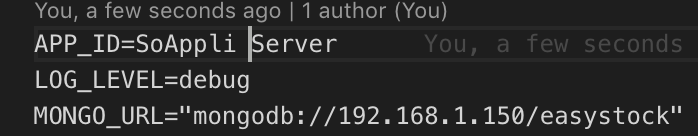 You, a few seconds ago | 1 author (You)
APP_ID=SoAppli Server You, a few seconds
LOG_LEVEL=debug
MONGO_URL="mongodb://192.168.1.150/easystock"